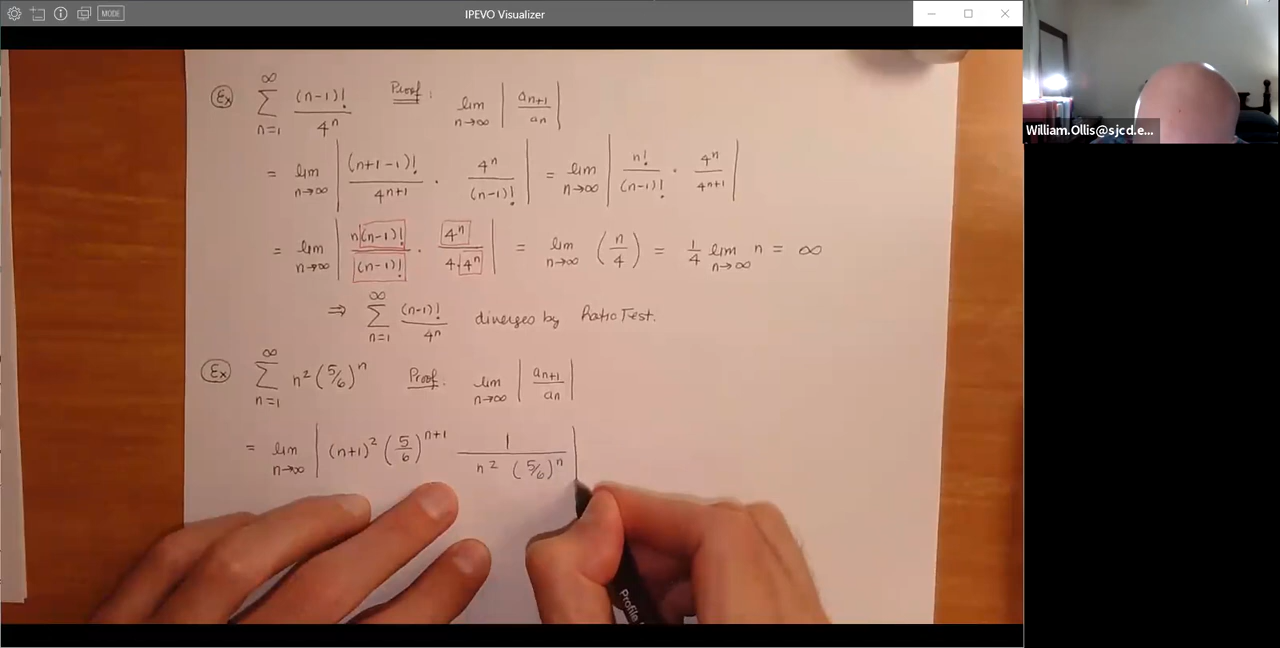 MODE
IPEVO Visualizer
William.Ollis@sjcd.e...
Ex ∑_{n=1}^{∞} (n-1)!/4^n Proof: lim_{n→∞} |a_{n+1}/a_n|
= lim_{n→∞} |(n+1-1)!/4^{n+1} · 4^n/(n-1)!| = lim_{n→∞} |n!/(n-1)! · 4^n/4^{n+1}|
= lim_{n→∞} |n(n-1)!/(n-1)! · 4^n/4·4^n| = lim_{n→∞} (n/4) = 1/4 lim_{n→∞} n = ∞
⇒ ∑_{n=1}^{∞} (n-1)!/4^n diverges by Ratio Test.
Ex ∑_{n=1}^{∞} n^2 (5/6)^n Proof. lim_{n→∞} |a_{n+1}/a_n|
= lim_{n→∞} |(n+1)^2 (5/6)^{n+1} 1/n^2 (5/6)^n|
Profile